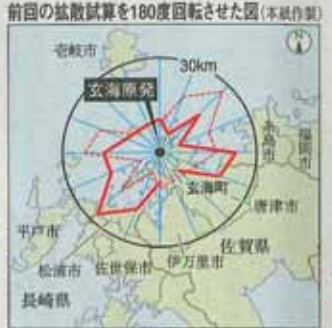 前回の拡散試算を180度回転させた図(本紙作製)
壱岐市
30km
玄海原発
糸島市
福岡市
玄海町
唐津市
佐賀県
平戸市
松浦市
佐世保市
伊万里市
長崎県